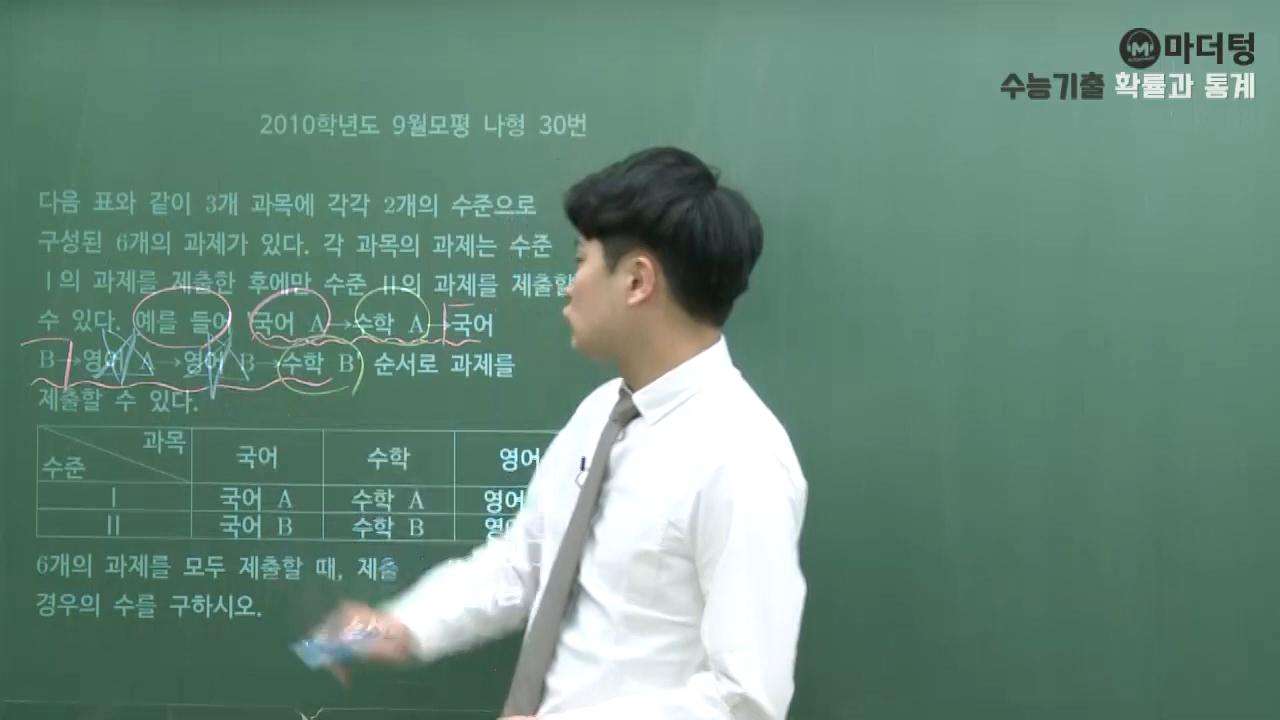 마더텅
수능기출 확률과 통계
2010학년도 9월모평 나형 30번
다음 표와 같이 3개 과목에 각각 2개의 수준으로
구성된 6개의 과제가 있다. 각 과목의 과제는 수준
Ⅰ의 과제를 제출한 후에만 수준 Ⅱ의 과제를 제출할
수 있다. 예를 들어 '국어 A→수학 A→국어
B→영어 A→영어 B→수학 B' 순서로 과제를
제출할 수 있다.
과목
수준 국어 수학 영어
Ⅰ 국어 A 수학 A 영어
Ⅱ 국어 B 수학 B
6개의 과제를 모두 제출할 때, 제출
경우의 수를 구하시오.